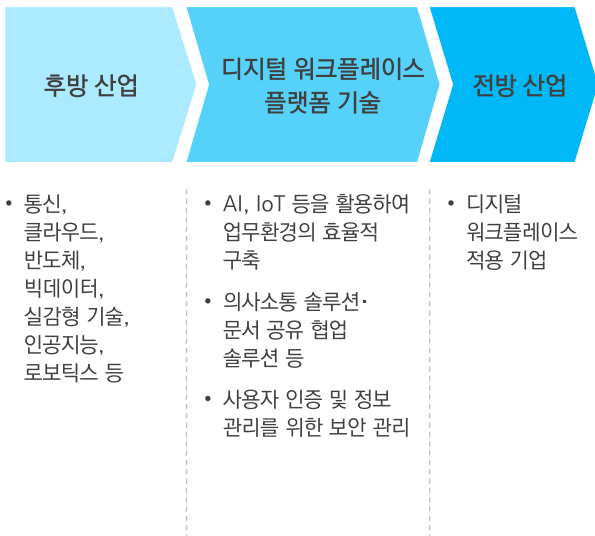 후방 산업
디지털 워크플레이스
플랫폼 기술
전방 산업
• 통신,
클라우드,
반도체,
빅데이터,
실감형 기술,
인공지능,
로보틱스 등
• AI, IoT 등을 활용하여
업무환경의 효율적
구축
• 의사소통 솔루션·
문서 공유 협업
솔루션 등
• 사용자 인증 및 정보
관리를 위한 보안 관리
• 디지털
워크플레이스
적용 기업